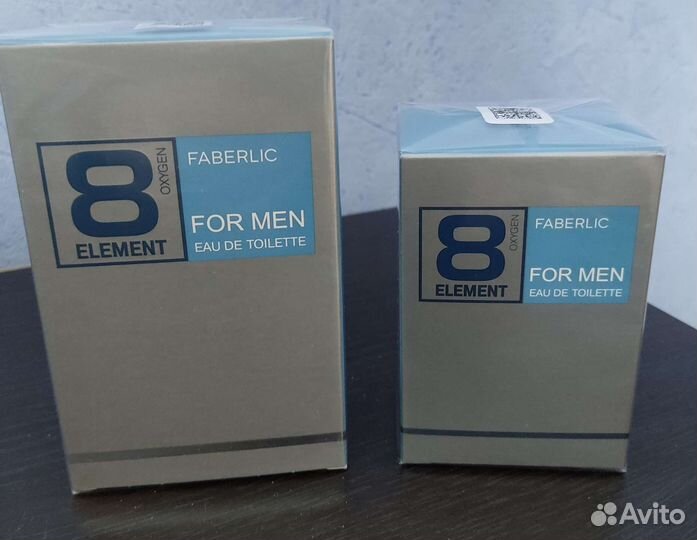 8
OXYGEN
ELEMENT
FABERLIC
FOR MEN
EAU DE TOILETTE
8
OXYGEN
ELEMENT
FABERLIC
FOR MEN
EAU DE TOILETTE
Avito